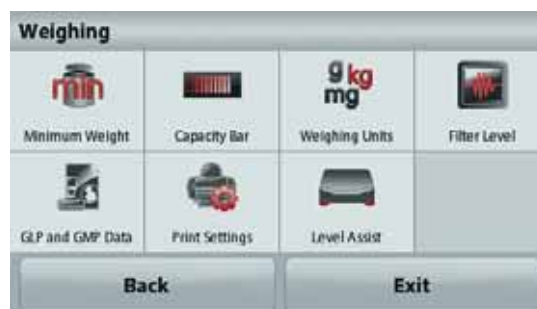 Weighing
min
g kg
mg
Minimum Weight
Capacity Bar
Weighing Units
Filter Level
GLP and GMP Data
Print Settings
Level Assist
Back
Exit